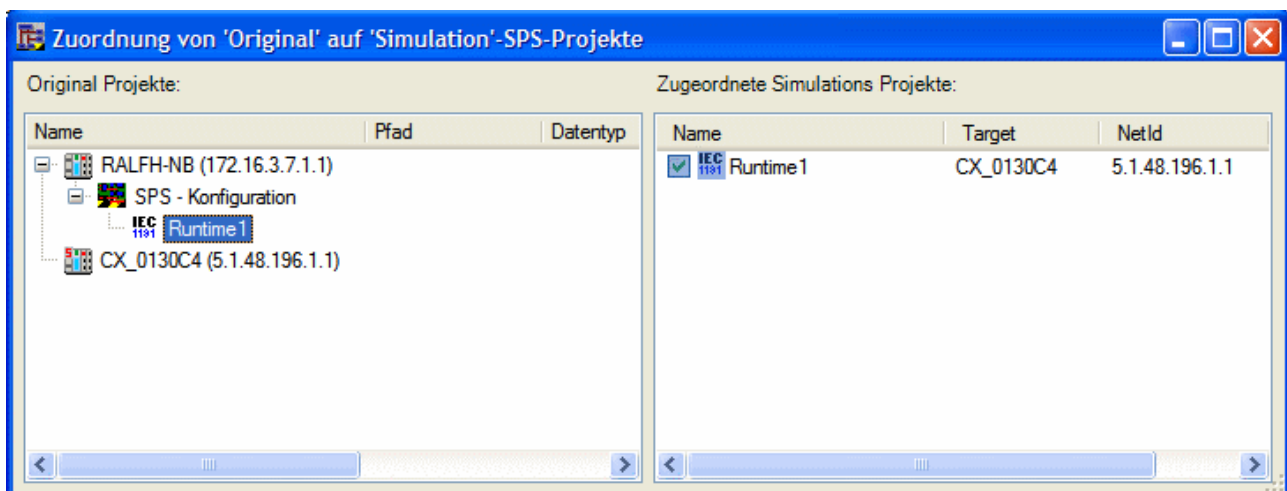 Zuordnung von 'Original' auf 'Simulation'-SPS-Projekte
Original Projekte:
Zugeordnete Simulations Projekte:
Name Pfad Datentyp
Name Target NetId
RALFH-NB (172.16.3.7.1.1)
IEC 1131 Runtime1 CX_0130C4 5.1.48.196.1.1
SPS - Konfiguration
IEC 1131 Runtime1
CX_0130C4 (5.1.48.196.1.1)